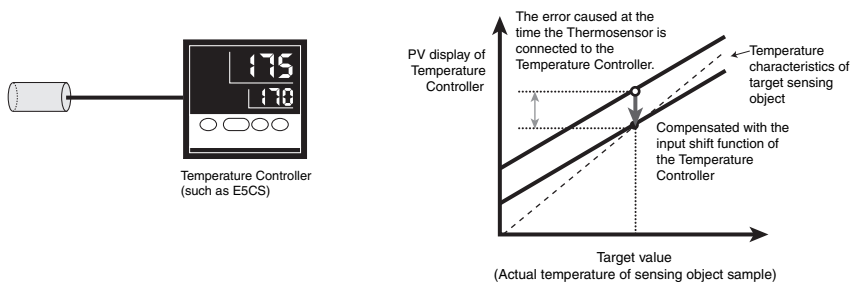 175
170
Temperature Controller
(such as E5CS)
PV display of
Temperature
Controller
The error caused at the
time the Thermosensor is
connected to the
Temperature Controller.
Temperature
characteristics of
target sensing
object
Compensated with the
input shift function of
the Temperature
Controller
Target value
(Actual temperature of sensing object sample)